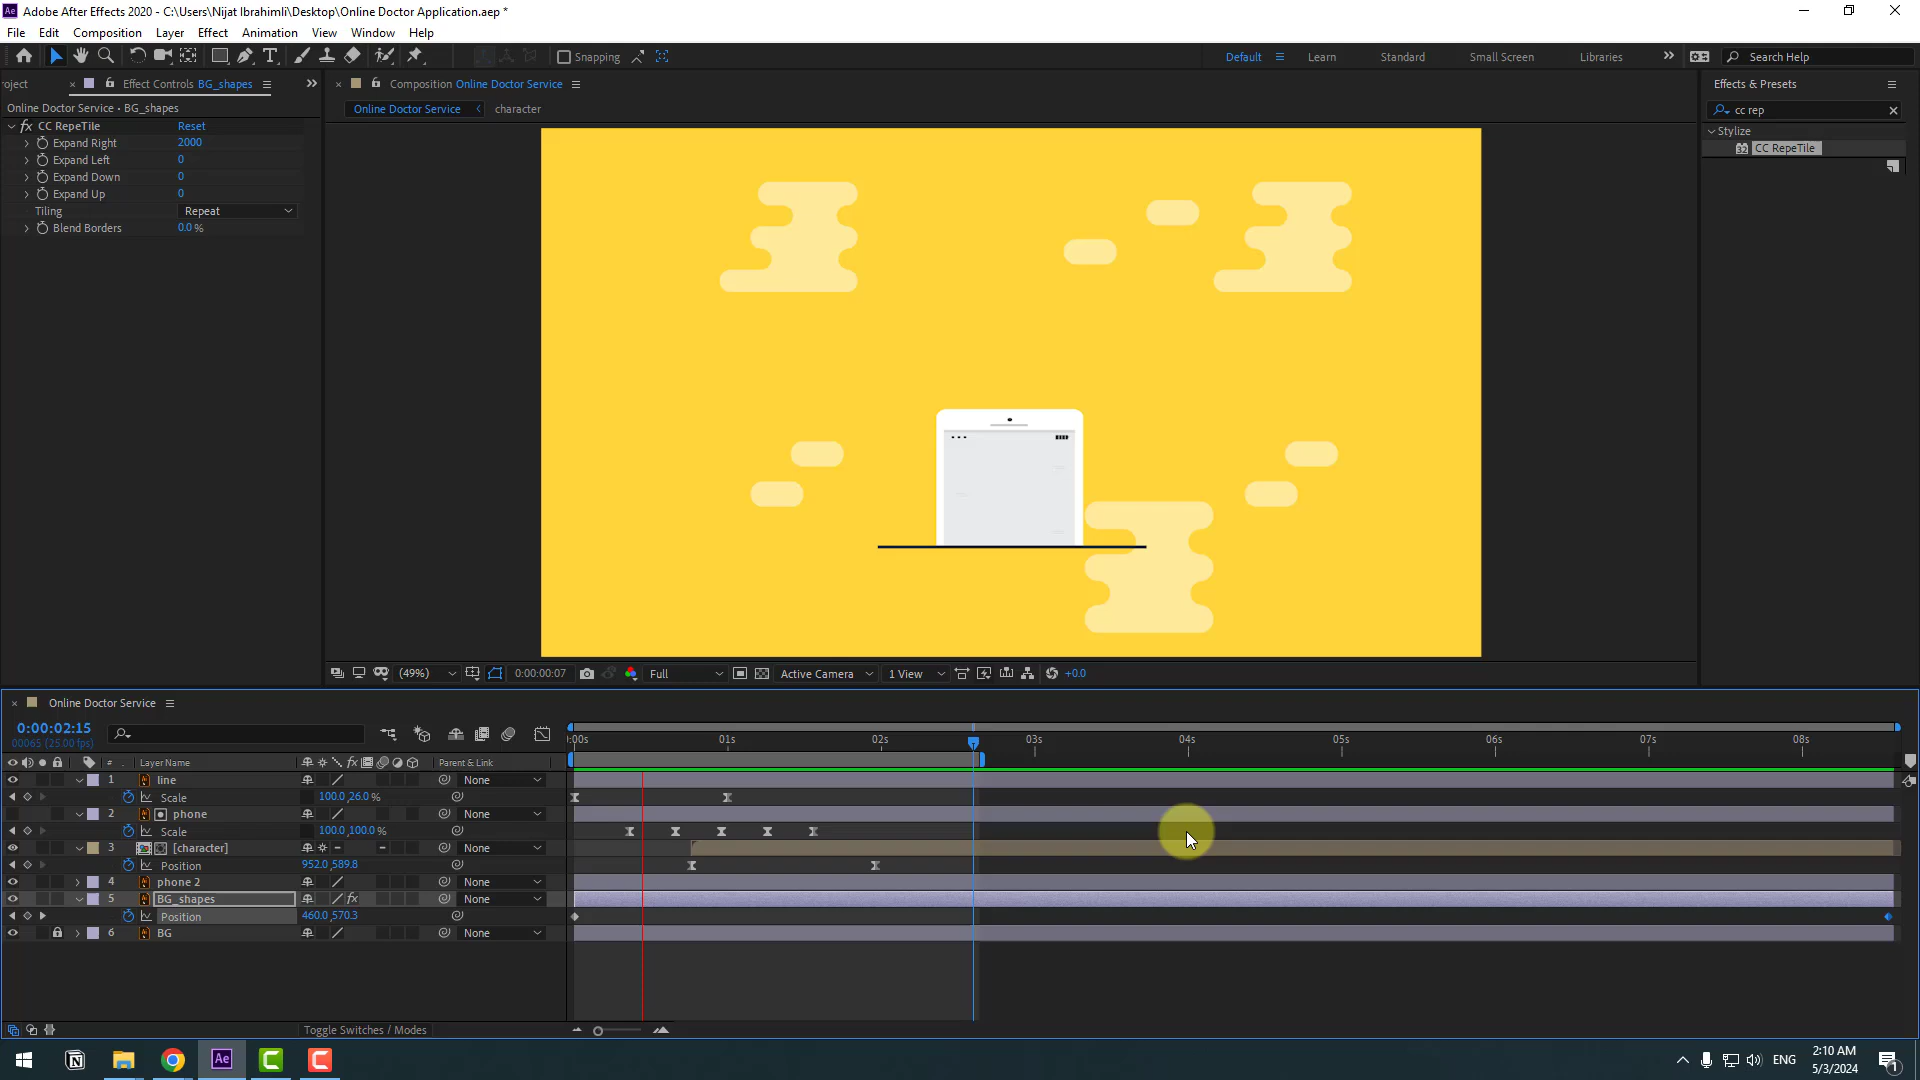 Adobe After Effects 2020 - C:\Users\Nijat Ibrahimli\Desktop\Online Doctor Application.aep *
File Edit Composition Layer Effect Animation View Window Help
Snapping
Default Learn Standard Small Screen Libraries
Search Help
roject
Effect Controls BG_shapes
Composition Online Doctor Service
Effects & Presets
Online Doctor Service • BG_shapes
Online Doctor Service character
cc rep
fx CC RepeTile Reset
Expand Right 2000
Expand Left 0
Expand Down 0
Expand Up 0
Tiling Repeat
Blend Borders 0.0 %
Stylize
32 CC RepeTile
(49%) 0:00:00:07 Full Active Camera 1 View +0.0
Online Doctor Service
0:00:02:15
00065 (25.00 fps)
:00s 01s 02s 03s 04s 05s 06s 07s 08s
# Layer Name fx Parent & Link
1 line None
Scale 100.0,26.0 %
2 phone None
Scale 100.0,100.0 %
3 [character] None
Position 952.0,589.8
4 phone 2 None
5 BG_shapes fx None
Position 460.0,570.3
6 BG None
Toggle Switches / Modes
Ae
ENG
2:10 AM
5/3/2024
1